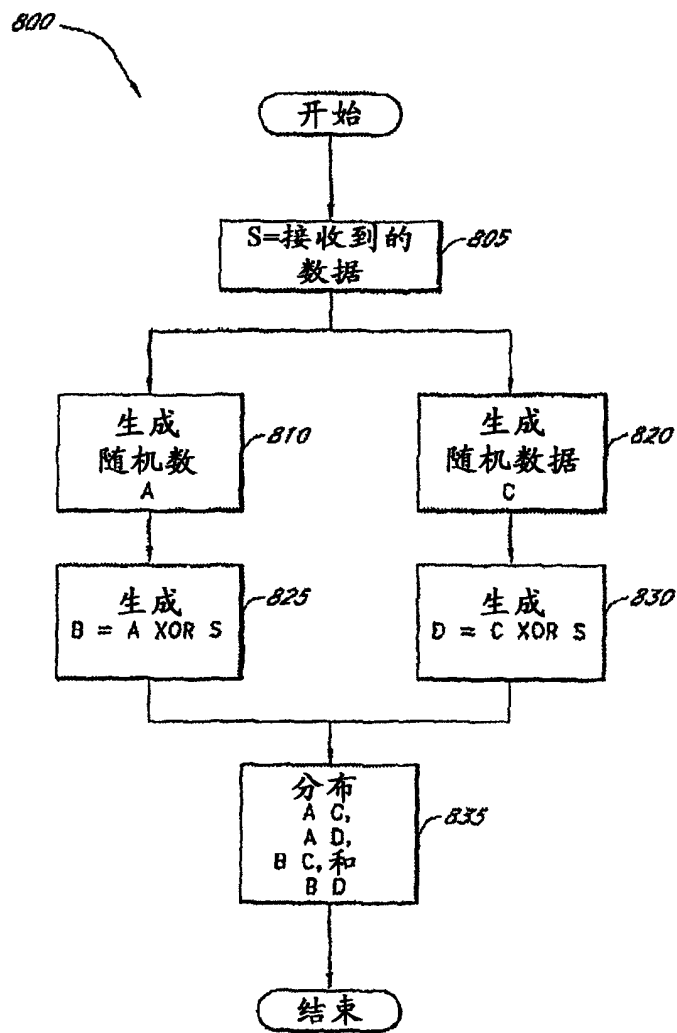 800
开始
S=接收到的
数据
805
生成
随机数
A
810
生成
随机数据
C
820
生成
B = A XOR S
825
生成
D = C XOR S
830
分布
A C,
A D,
B C,和
B D
835
结束